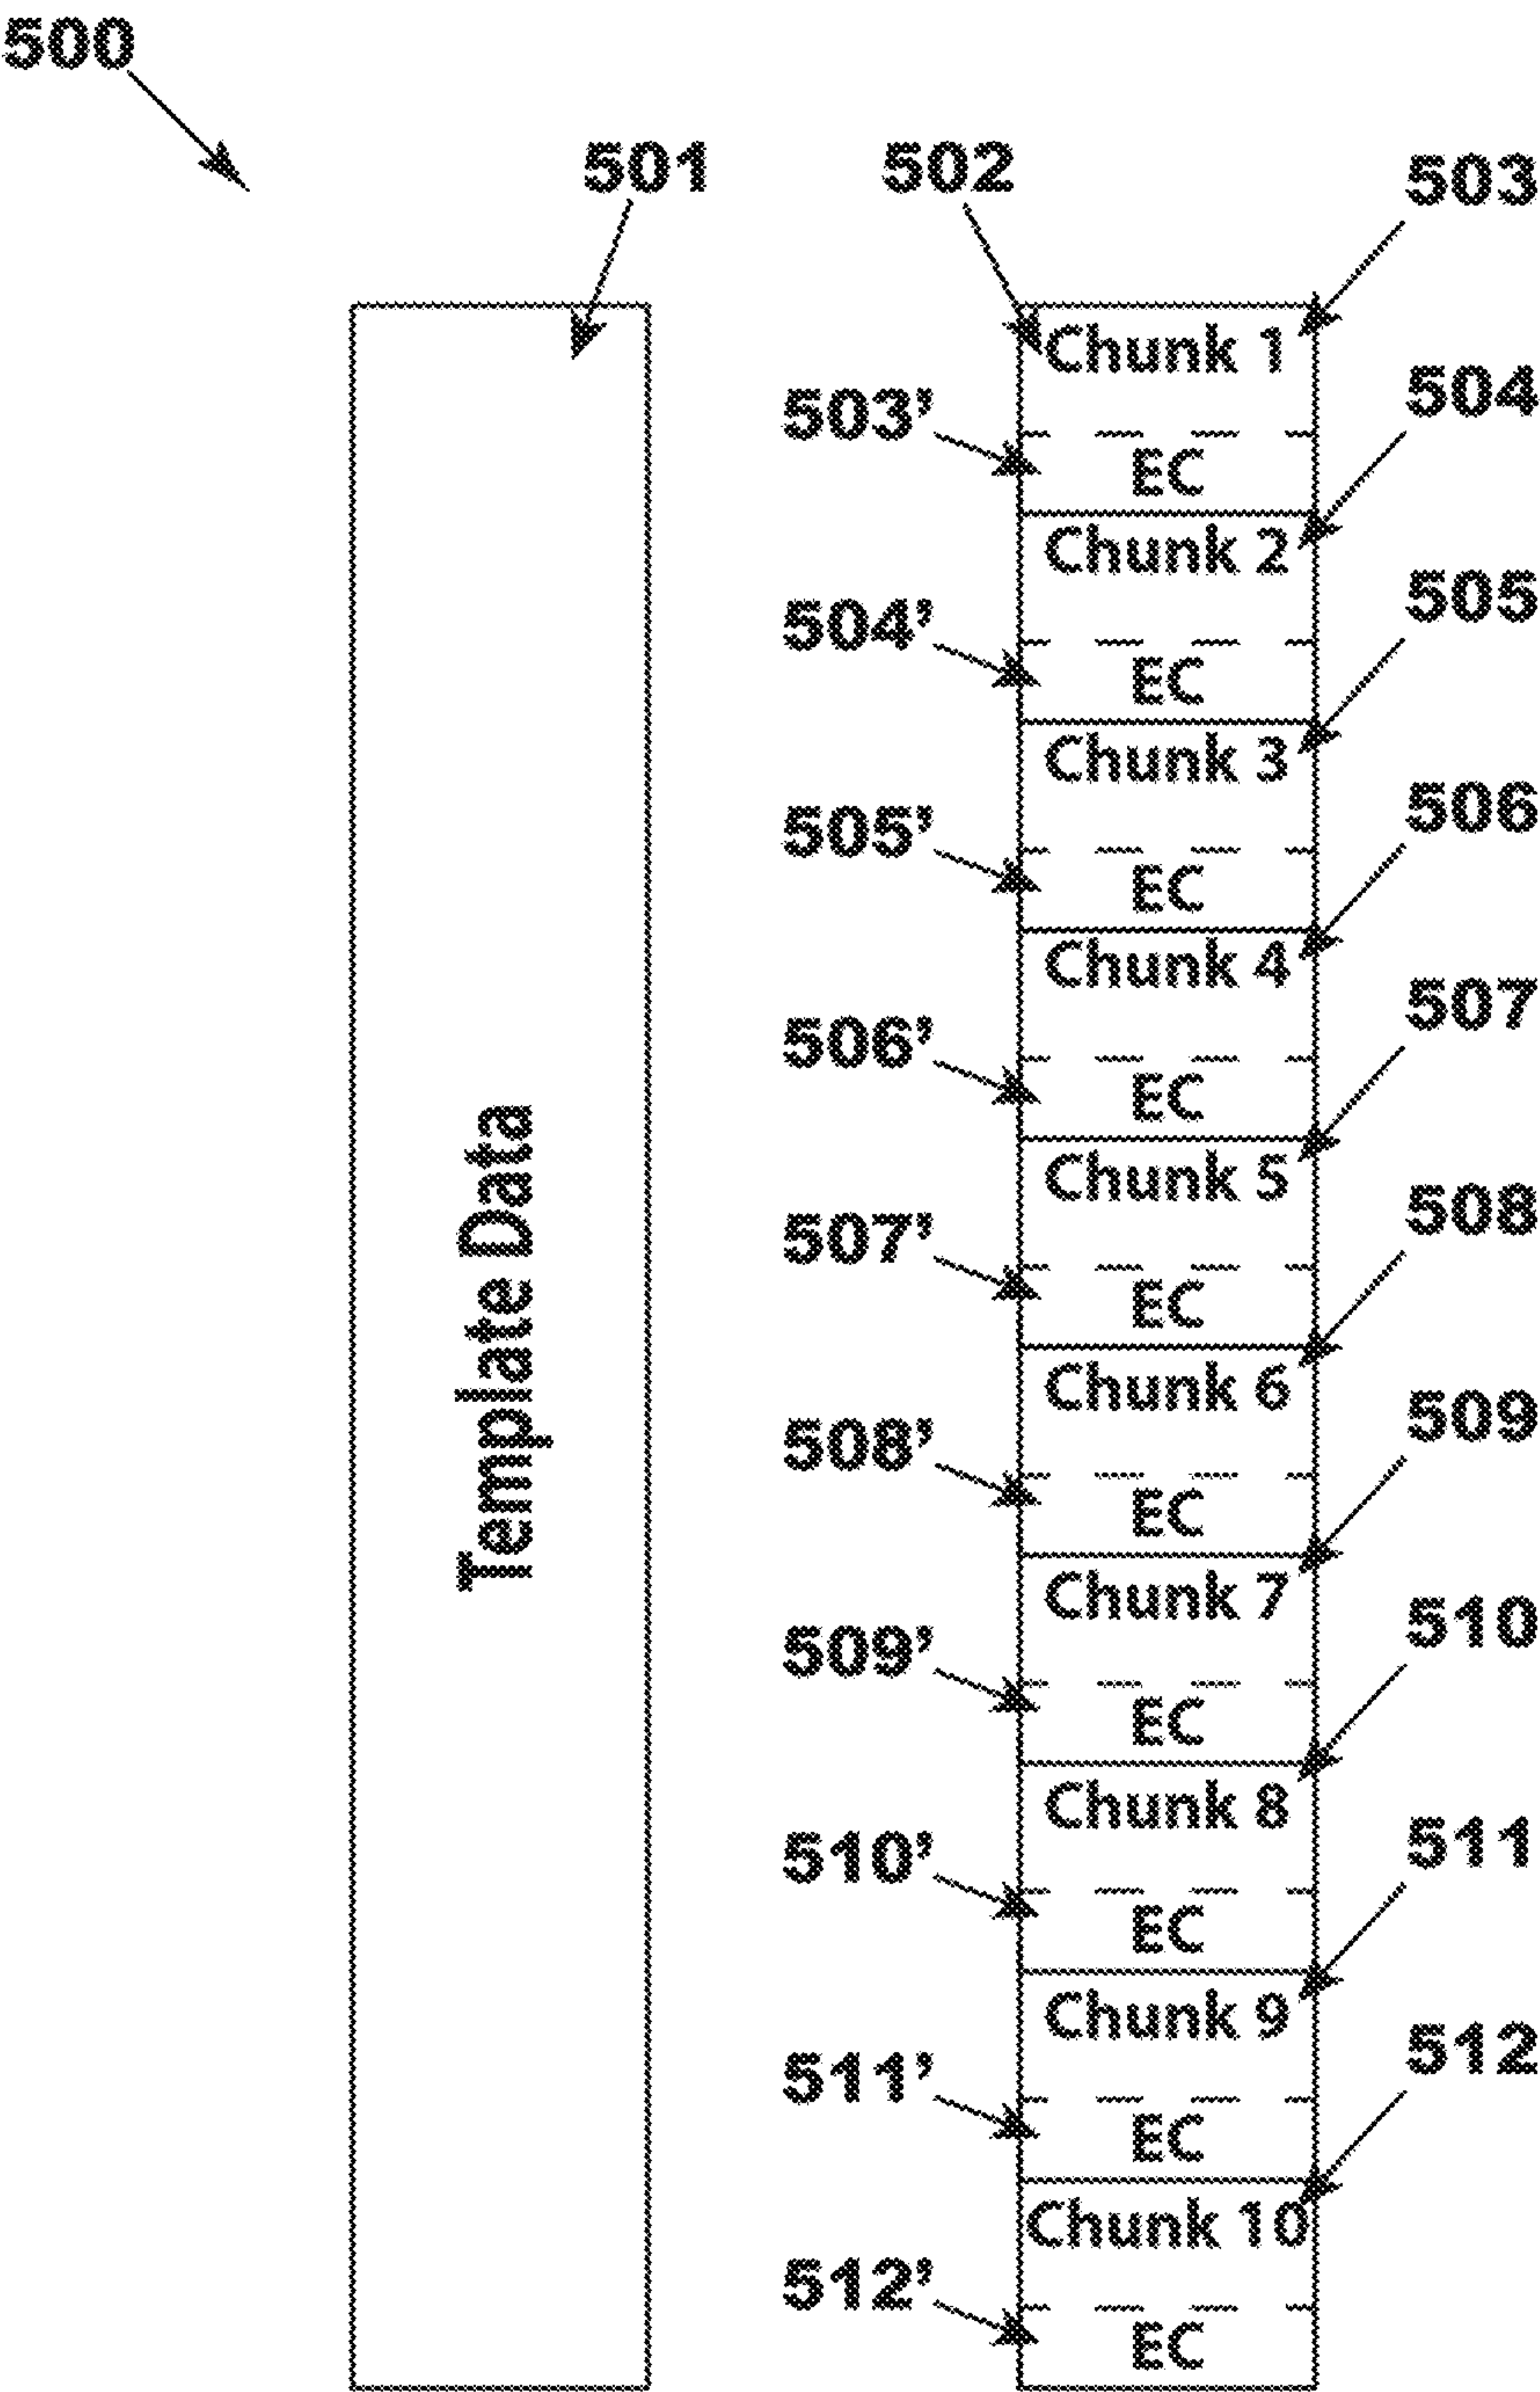 500
501
502
503
Chunk 1
503’
EC
504
Chunk 2
504’
EC
505
Chunk 3
505’
EC
506
Chunk 4
506’
EC
507
Chunk 5
507’
EC
508
Chunk 6
508’
EC
509
Chunk 7
509’
EC
510
Chunk 8
510’
EC
511
Chunk 9
511’
EC
512
Chunk 10
512’
EC
Template Data